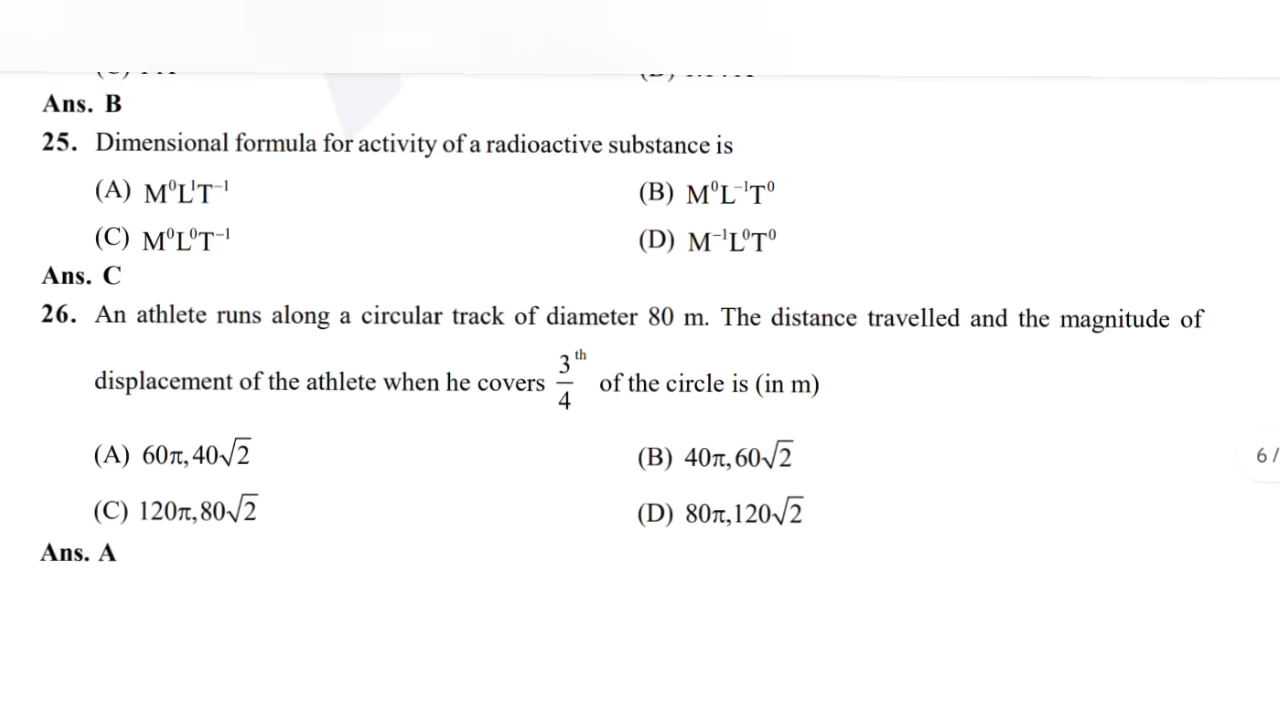 Ans. B
25. Dimensional formula for activity of a radioactive substance is
(A) M⁰L¹T⁻¹ (B) M⁰L⁻¹T⁰
(C) M⁰L⁰T⁻¹ (D) M⁻¹L⁰T⁰
Ans. C
26. An athlete runs along a circular track of diameter 80 m. The distance travelled and the magnitude of
displacement of the athlete when he covers 3/4 th of the circle is (in m)
(A) 60π, 40√2 (B) 40π, 60√2
(C) 120π, 80√2 (D) 80π, 120√2
Ans. A
6 /